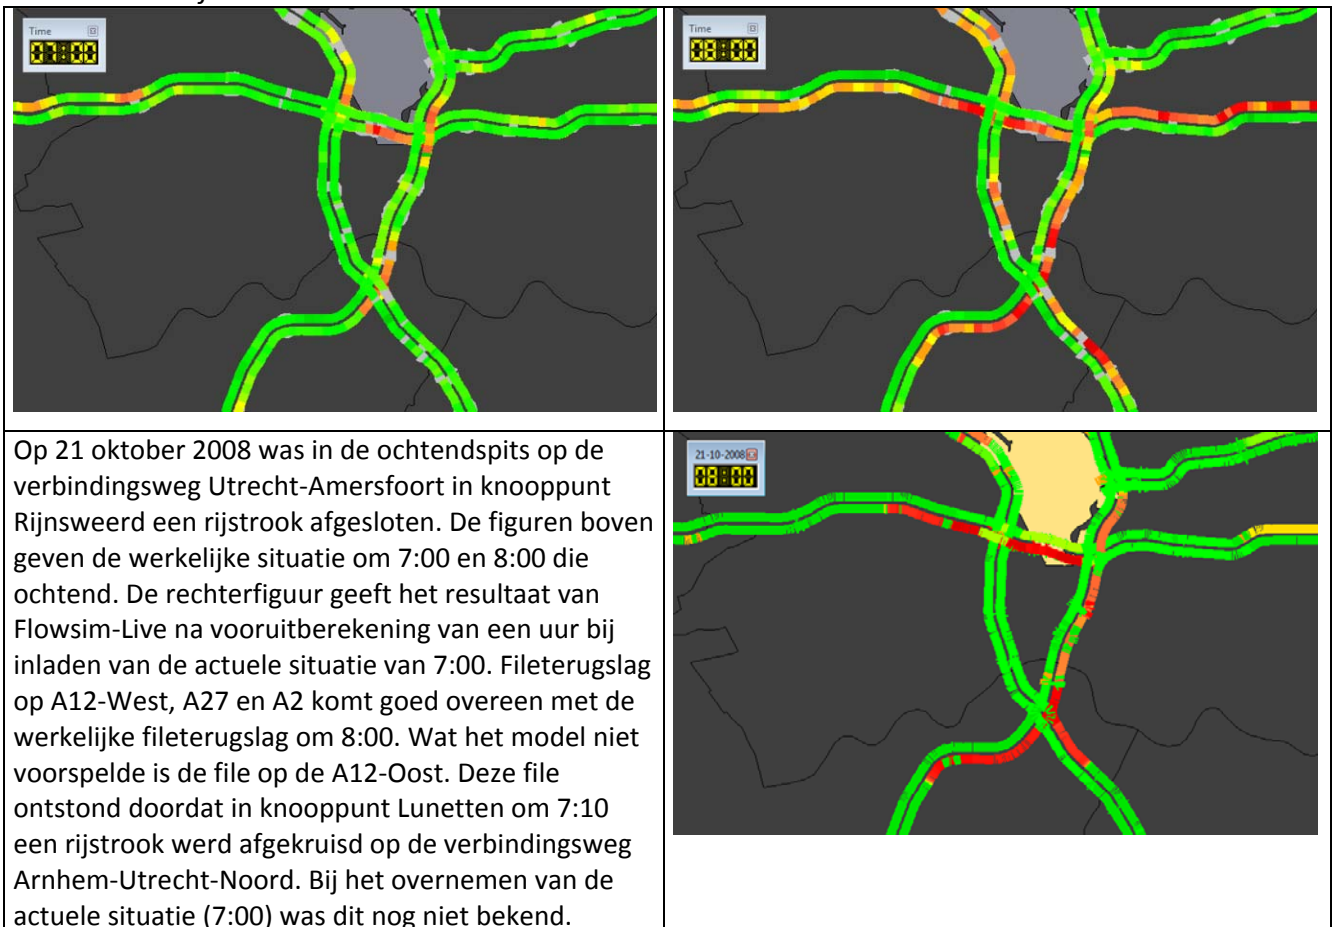 Time
07:00
Time
08:00
Op 21 oktober 2008 was in de ochtendspits op de
verbindingsweg Utrecht-Amersfoort in knooppunt
Rijnsweerd een rijstrook afgesloten. De figuren boven
geven de werkelijke situatie om 7:00 en 8:00 die
ochtend. De rechterfiguur geeft het resultaat van
Flowsim-Live na vooruitberekening van een uur bij
inladen van de actuele situatie van 7:00. Fileterugslag
op A12-West, A27 en A2 komt goed overeen met de
werkelijke fileterugslag om 8:00. Wat het model niet
voorspelde is de file op de A12-Oost. Deze file
ontstond doordat in knooppunt Lunetten om 7:10
een rijstrook werd afgekruisd op de verbindingsweg
Arnhem-Utrecht-Noord. Bij het overnemen van de
actuele situatie (7:00) was dit nog niet bekend.
21-10-2008
08:00